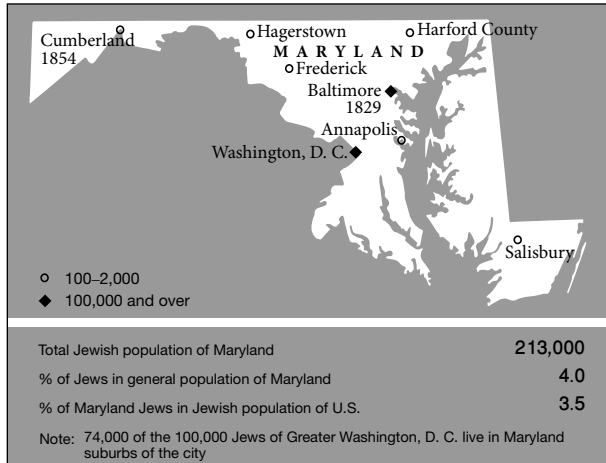 Cumberland
1854
Hagerstown
Harford County
MARYLAND
Frederick
Baltimore
1829
Annapolis
Washington, D. C.
Salisbury
100–2,000
100,000 and over
Total Jewish population of Maryland 213,000
% of Jews in general population of Maryland 4.0
% of Maryland Jews in Jewish population of U.S. 3.5
Note: 74,000 of the 100,000 Jews of Greater Washington, D. C. live in Maryland
suburbs of the city